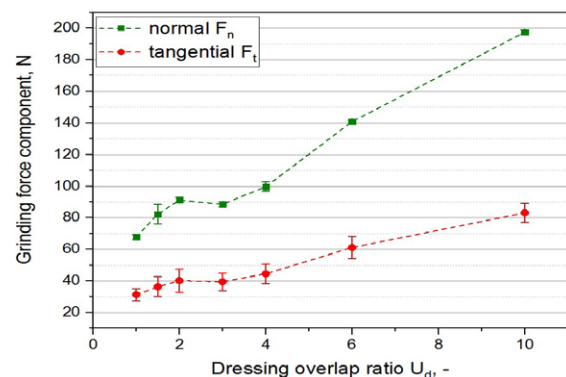 normal Fn
tangential Ft
Grinding force component, N
200
180
160
140
120
100
80
60
40
20
0 2 4 6 8 10
Dressing overlap ratio Ud, -